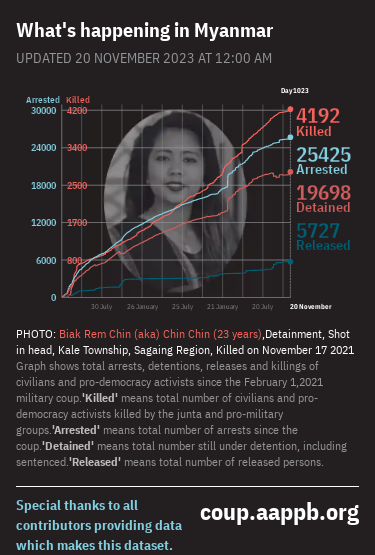 What's happening in Myanmar
UPDATED 20 NOVEMBER 2023 AT 12:00 AM
Day1023
Arrested Killed
30000 4200
24000 3400
18000 2500
12000 1700
6000 800
0
4192
Killed
25425
Arrested
19698
Detained
5727
Released
30 July 26 January 25 July 21 January 20 July 20 November
PHOTO: Biak Rem Chin (aka) Chin Chin (23 years),Detainment, Shot
in head, Kale Township, Sagaing Region, Killed on November 17 2021
Graph shows total arrests, detentions, releases and killings of
civilians and pro-democracy activists since the February 1,2021
military coup.'Killed' means total number of civilians and pro-
democracy activists killed by the junta and pro-military
groups.'Arrested' means total number of arrests since the
coup.'Detained' means total number still under detention, including
sentenced.'Released' means total number of released persons.
Special thanks to all
contributors providing data
which makes this dataset.
coup.aappb.org